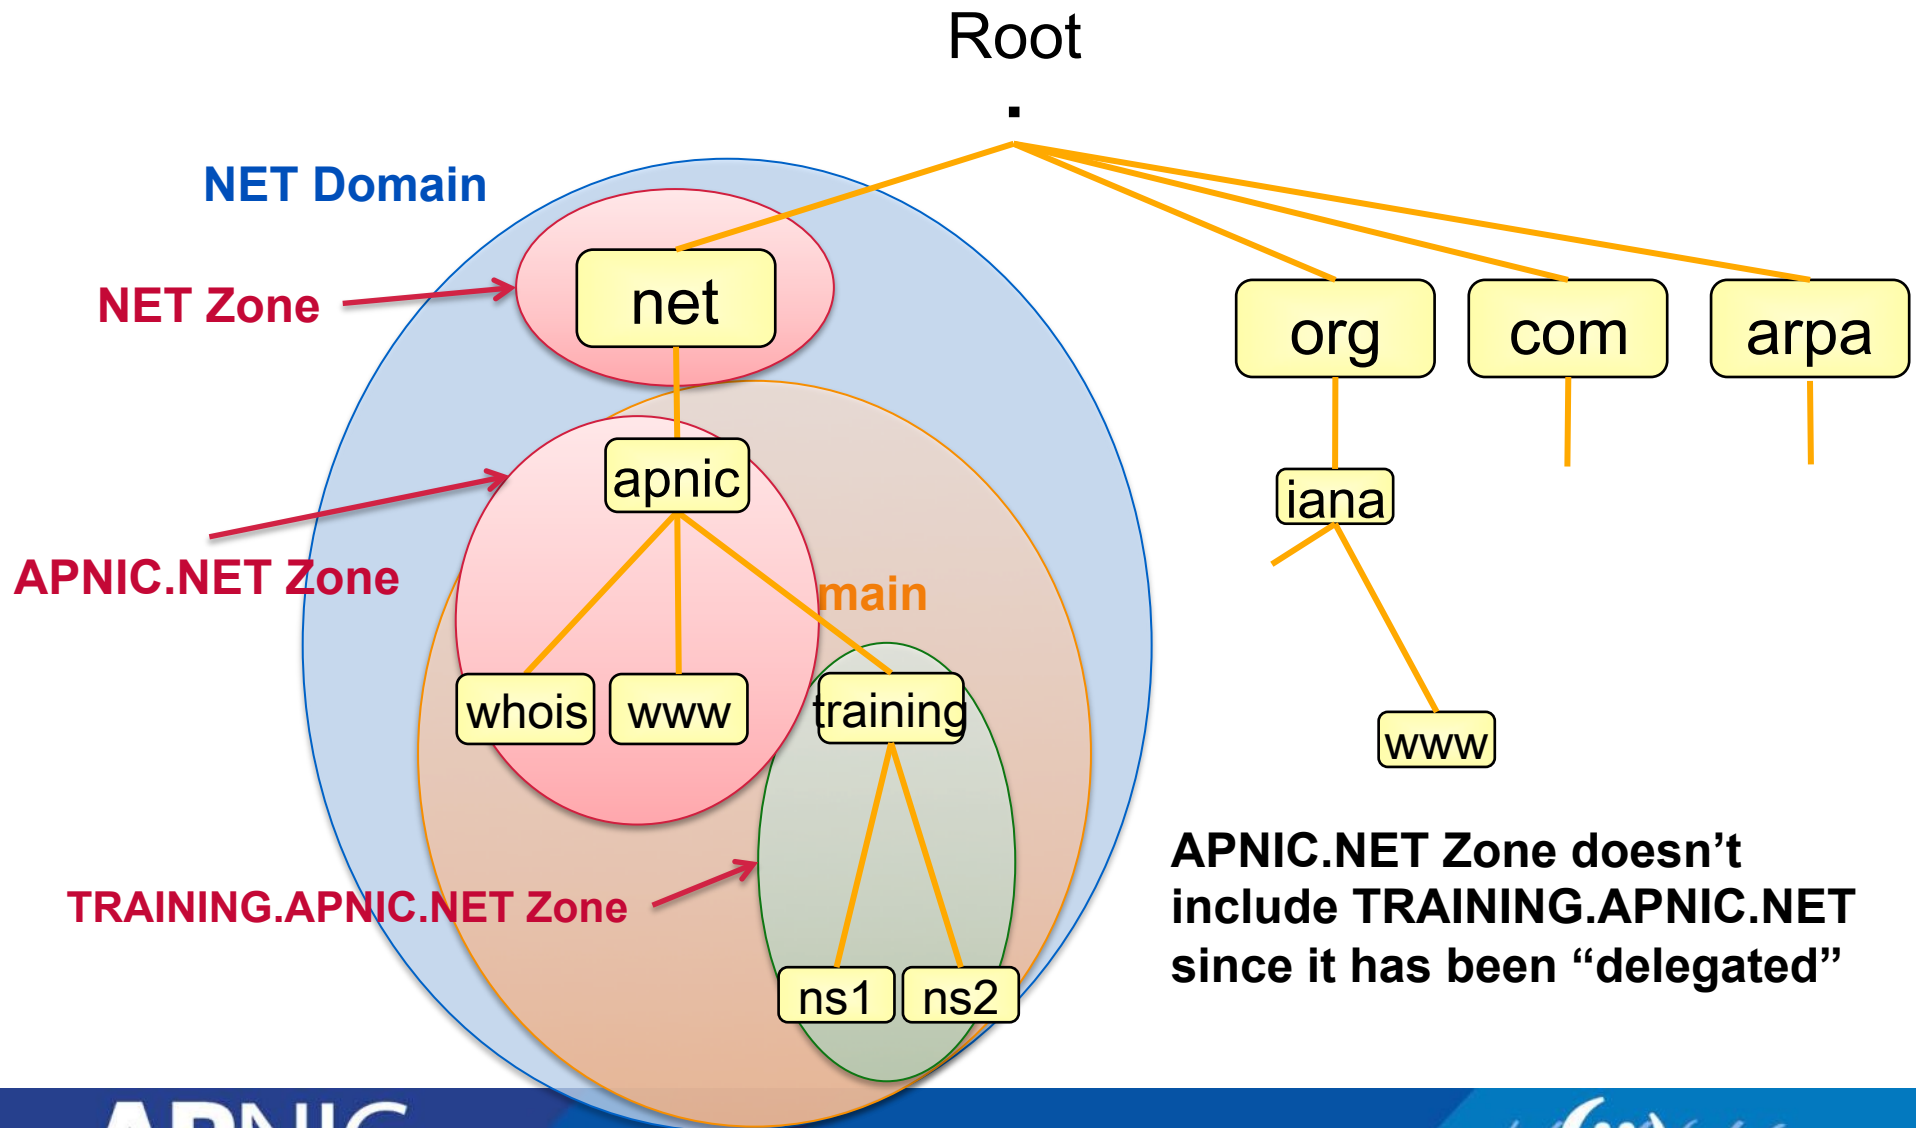 Root
.
NET Domain
NET Zone
net
org
com
arpa
apnic
iana
APNIC.NET Zone
main
whois
www
training
www
APNIC.NET Zone doesn’t
include TRAINING.APNIC.NET
since it has been “delegated”
TRAINING.APNIC.NET Zone
ns1
ns2
APNIC